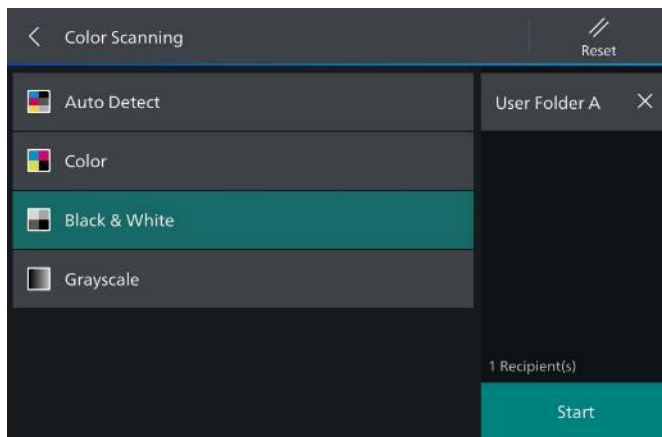 Color Scanning
Reset
Auto Detect
User Folder A
Color
Black & White
Grayscale
1 Recipient(s)
Start